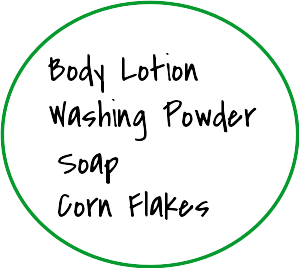 Body Lotion
Washing Powder
Soap
Corn Flakes